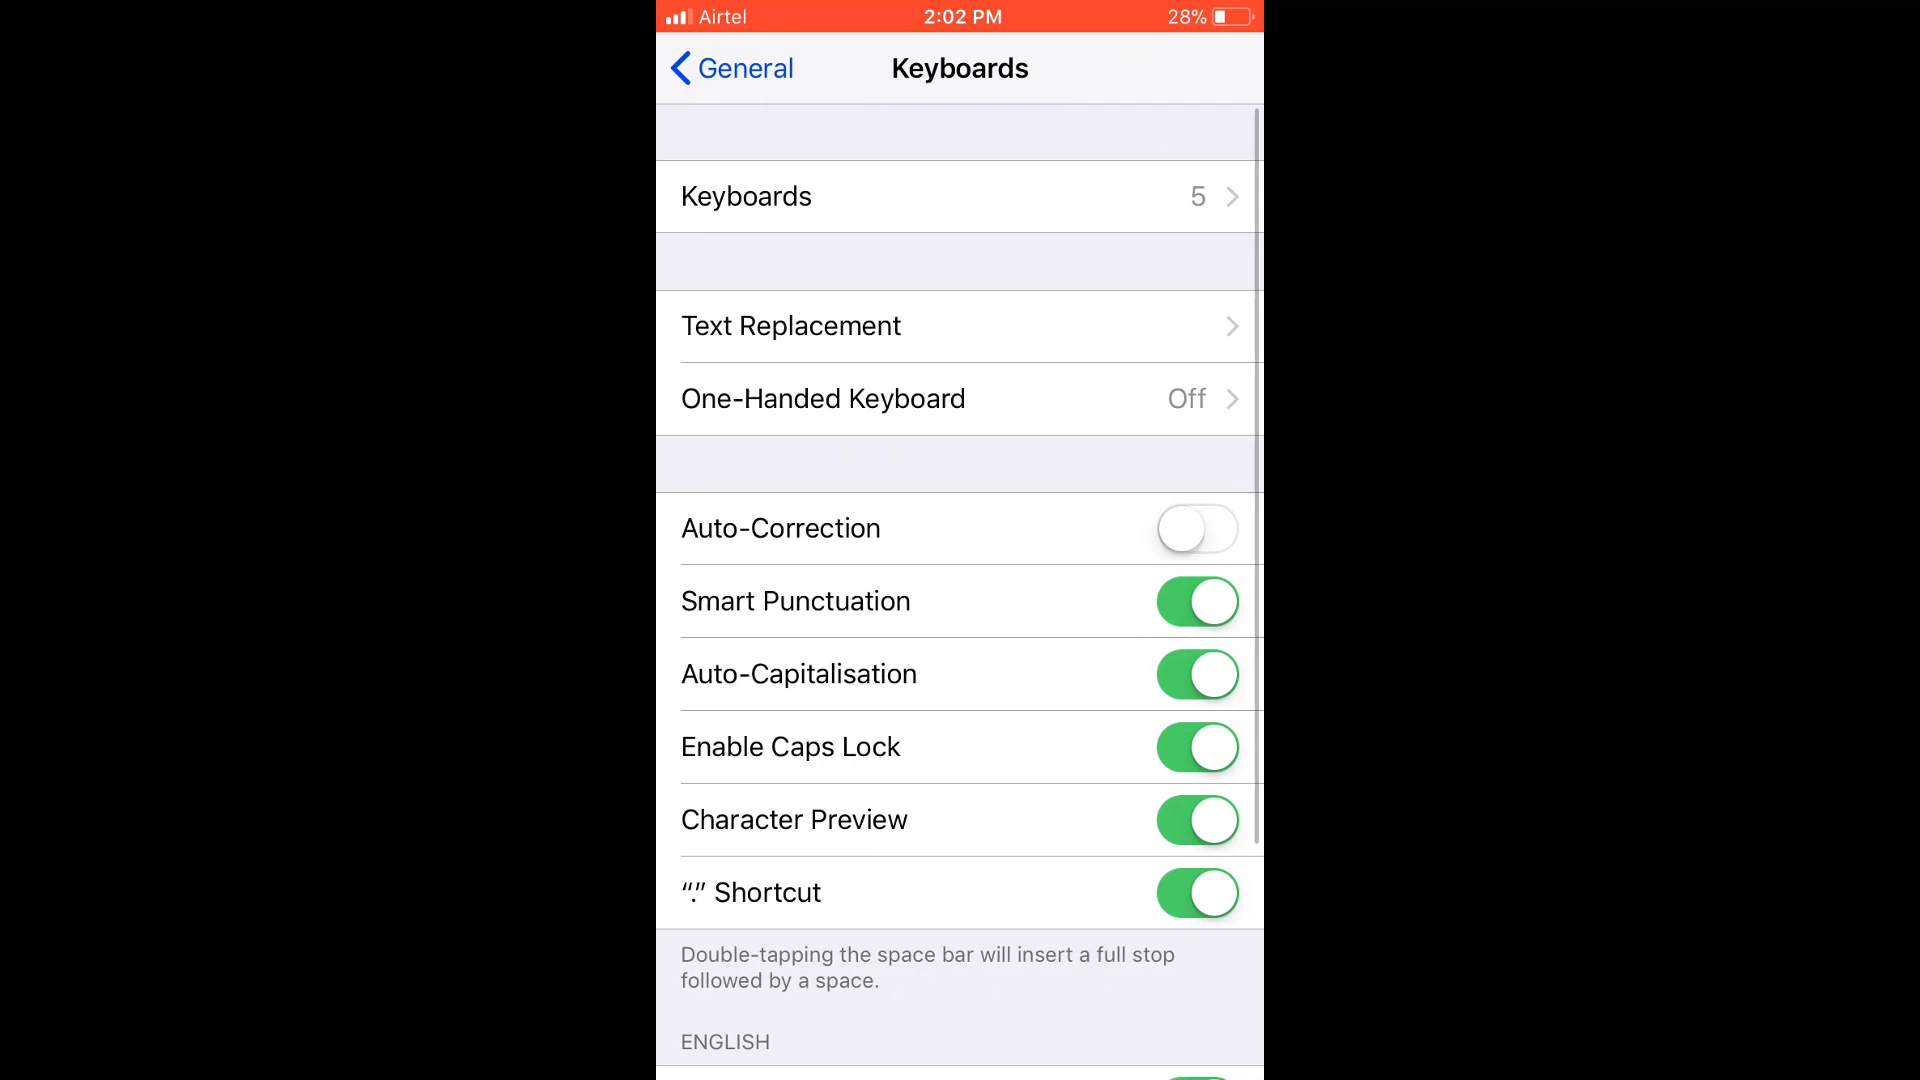 Airtel 2:02 PM 28%
General Keyboards
Keyboards 5
Text Replacement
One-Handed Keyboard Off
Auto-Correction
Smart Punctuation
Auto-Capitalisation
Enable Caps Lock
Character Preview
“.” Shortcut
Double-tapping the space bar will insert a full stop
followed by a space.
ENGLISH